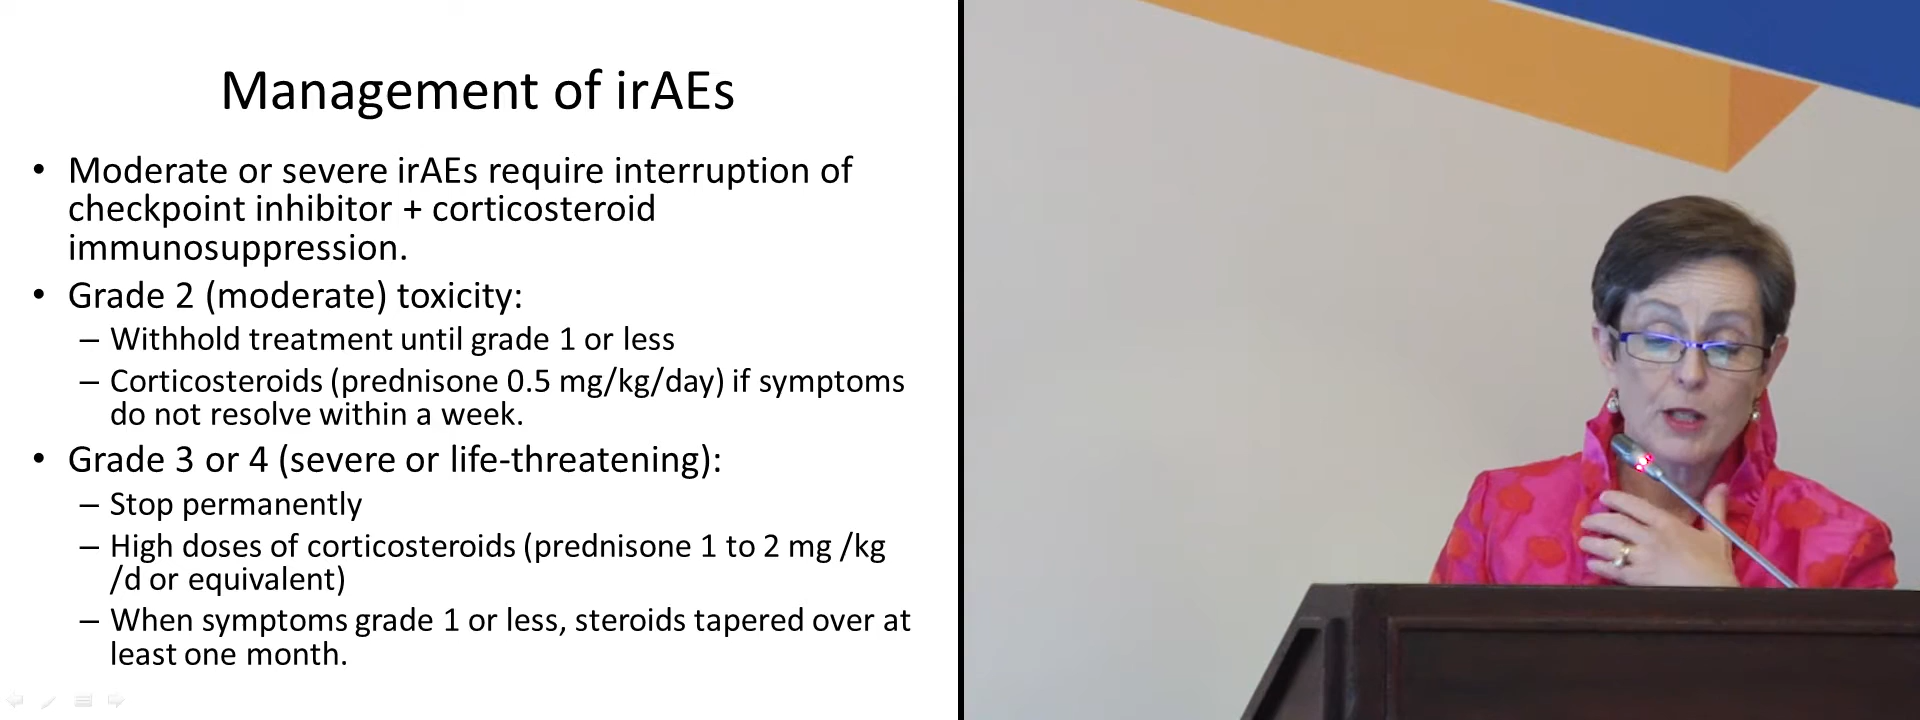 Management of irAEs
• Moderate or severe irAEs require interruption of
checkpoint inhibitor + corticosteroid
immunosuppression.
• Grade 2 (moderate) toxicity:
– Withhold treatment until grade 1 or less
– Corticosteroids (prednisone 0.5 mg/kg/day) if symptoms
do not resolve within a week.
• Grade 3 or 4 (severe or life-threatening):
– Stop permanently
– High doses of corticosteroids (prednisone 1 to 2 mg /kg
/d or equivalent)
– When symptoms grade 1 or less, steroids tapered over at
least one month.